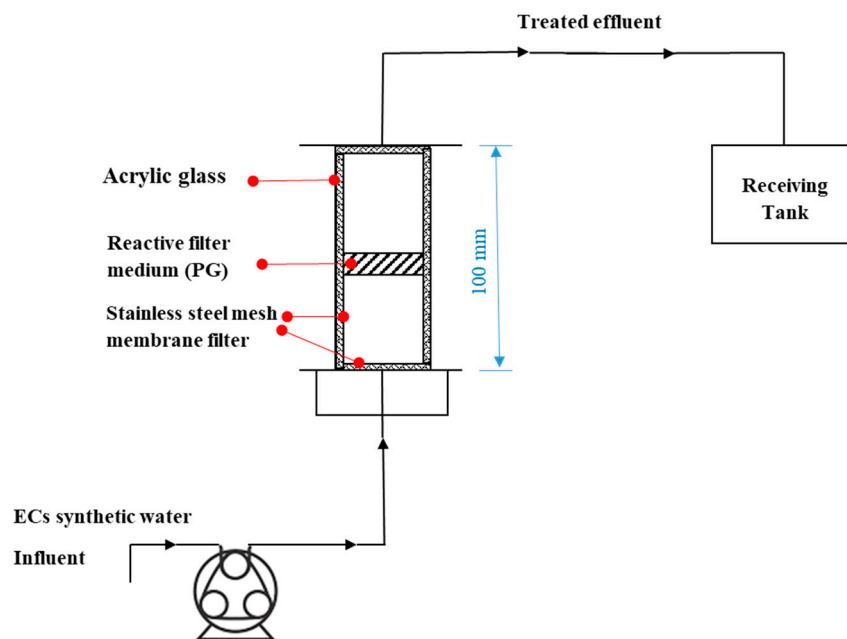 Treated effluent
Acrylic glass
Reactive filter
medium (PG)
Stainless steel mesh
membrane filter
100 mm
Receiving
Tank
ECs synthetic water
Influent